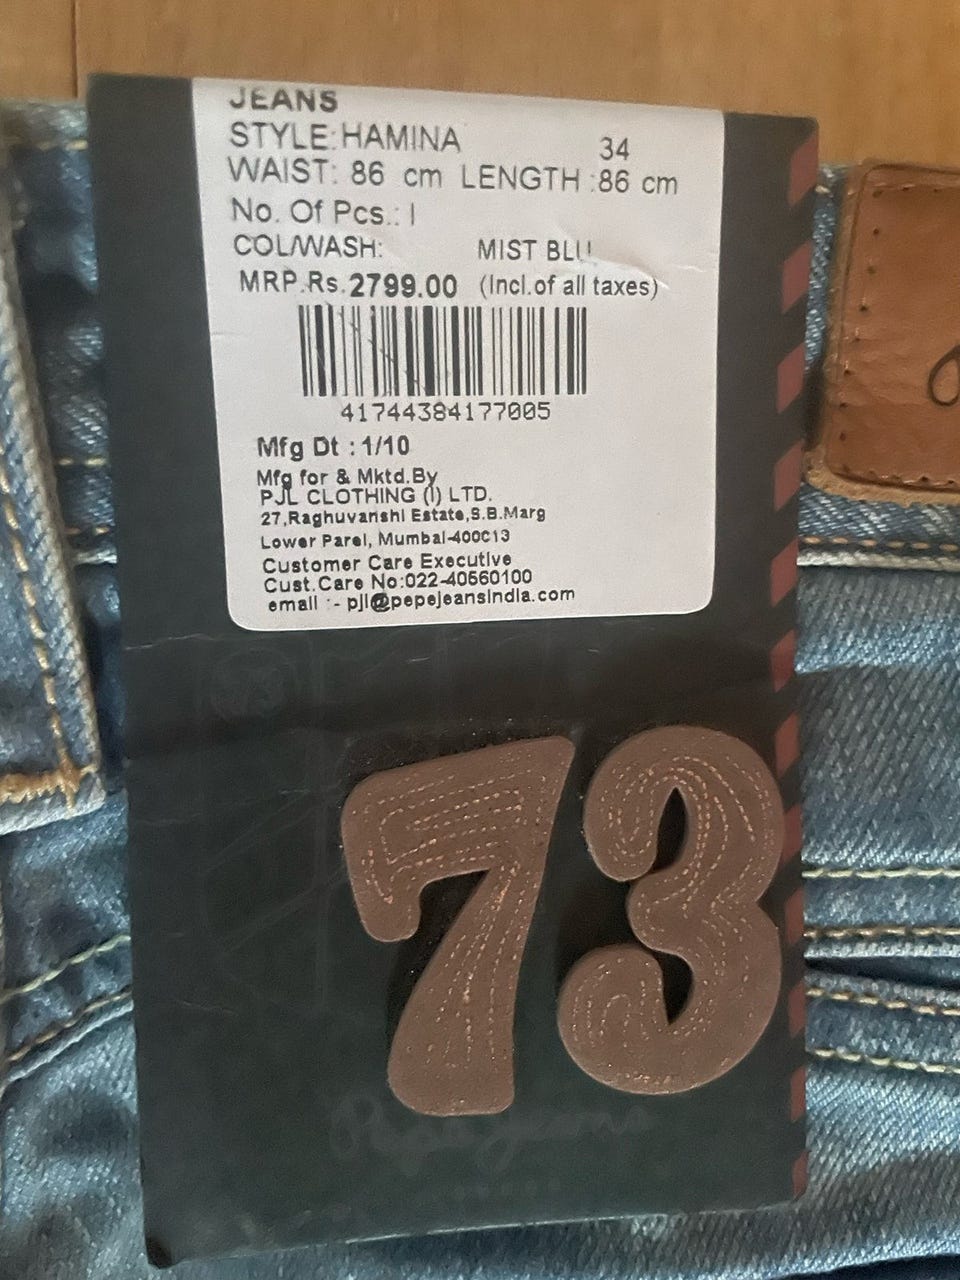 JEANS
STYLE:HAMINA 34
WAIST: 86 cm LENGTH :86 cm
No. Of Pcs.: I
COL/WASH: MIST BLU
MRP.Rs.2799.00 (Incl.of all taxes)
41744384177005
Mfg Dt : 1/10
Mfg for & Mktd.By
PJL CLOTHING (I) LTD.
27,Raghuvanshi Estate,S.B.Marg
Lower Parel, Mumbai-400013
Customer Care Executive
Cust.Care No:022-40560100
email :- pjl@pepejeansindia.com
73
73
Pepe Jeans